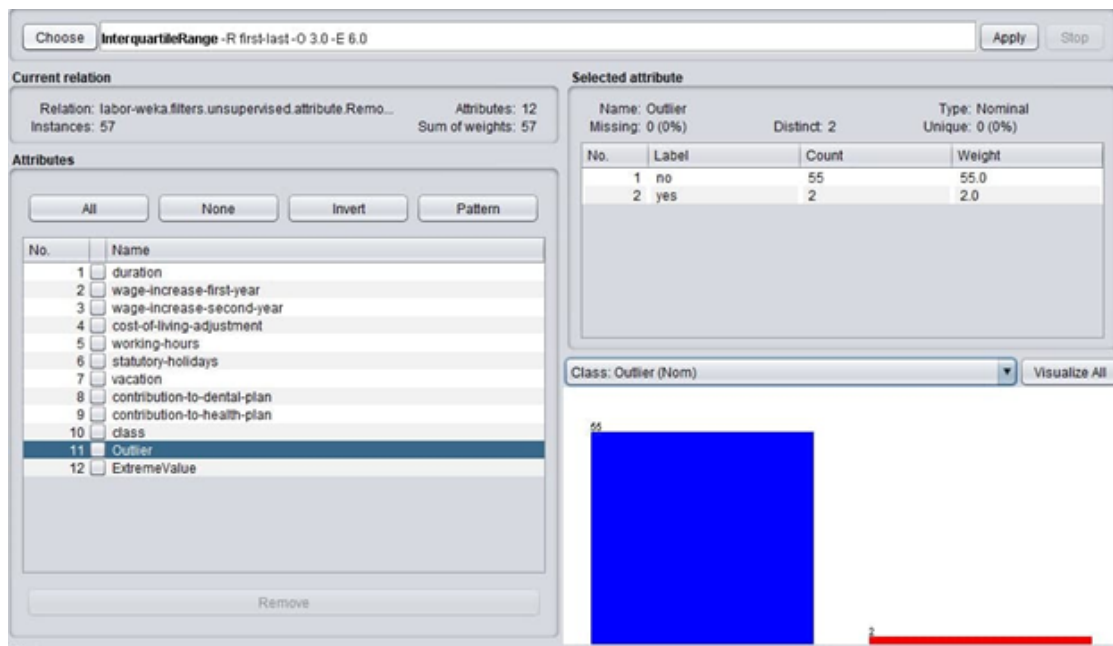 Choose InterquartileRange -R first-last -O 3.0 -E 6.0 Apply Stop
Current relation
Relation: labor-weka.filters.unsupervised.attribute.Remo... Attributes: 12
Instances: 57 Sum of weights: 57
Attributes
All None Invert Pattern
No. Name
1 duration
2 wage-increase-first-year
3 wage-increase-second-year
4 cost-of-living-adjustment
5 working-hours
6 statutory-holidays
7 vacation
8 contribution-to-dental-plan
9 contribution-to-health-plan
10 class
11 Outlier
12 ExtremeValue
Remove
Selected attribute
Name: Outlier Type: Nominal
Missing: 0 (0%) Distinct: 2 Unique: 0 (0%)
No. Label Count Weight
1 no 55 55.0
2 yes 2 2.0
Class: Outlier (Nom) Visualize All
55
2